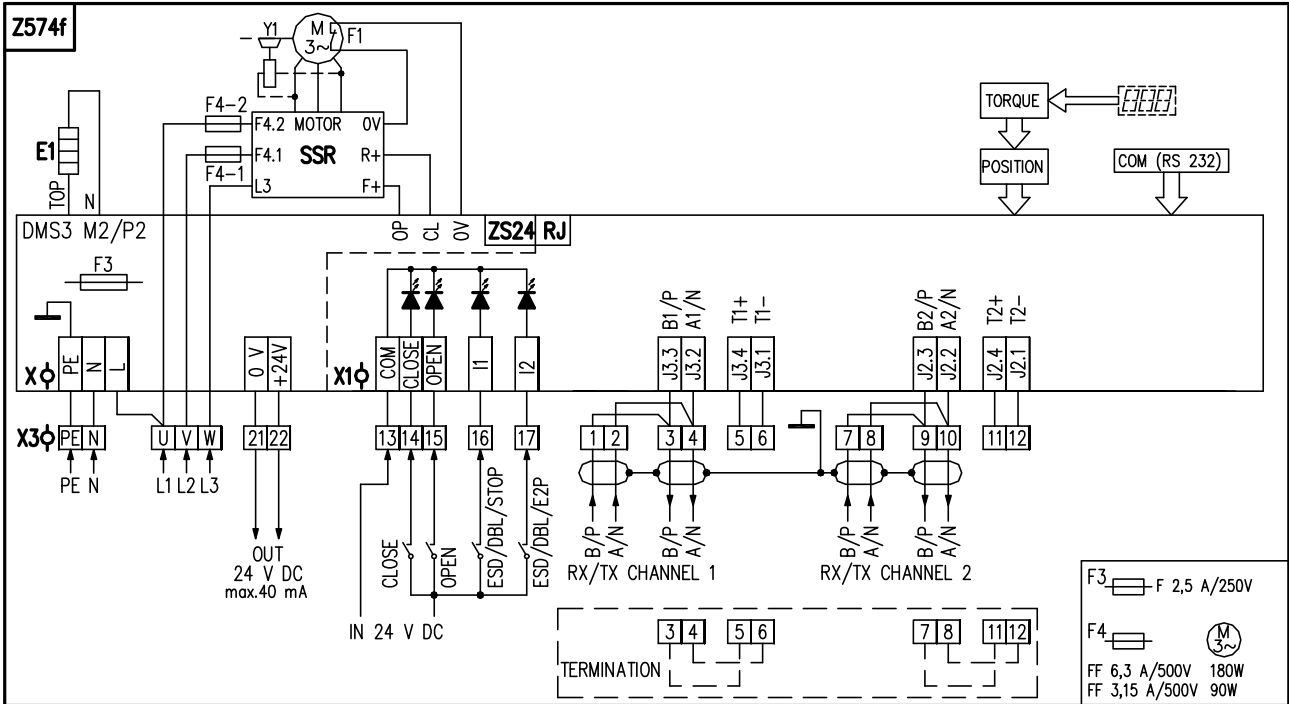 Z574f
Y1
M
3~
F1
F4-2
F4.2 MOTOR 0V
SSR
F4.1 R+
F4-1
L3 F+
E1
TOP
N
TORQUE
POSITION
COM (RS 232)
DMS3 M2/P2
F3
OP
CL
0V
ZS24 RJ
B1/P
A1/N
T1+
T1-
B2/P
A2/N
T2+
T2-
X
PE
N
L
0 V
+24V
X1
COM
CLOSE
OPEN
I1
I2
J3.3
J3.2
J3.4
J3.1
J2.3
J2.2
J2.4
J2.1
X3
PE N U V W 21 22 13 14 15 16 17 1 2 3 4 5 6 7 8 9 10 11 12
PE N
L1 L2 L3
OUT
24 V DC
max.40 mA
CLOSE
OPEN
ESD/DBL/STOP
ESD/DBL/E2P
IN 24 V DC
B/P
A/N
B/P
A/N
RX/TX CHANNEL 1
B/P
A/N
B/P
A/N
RX/TX CHANNEL 2
3 4 5 6 7 8 11 12
TERMINATION
F3 F 2,5 A/250V
F4
M
3~
FF 6,3 A/500V 180W
FF 3,15 A/500V 90W